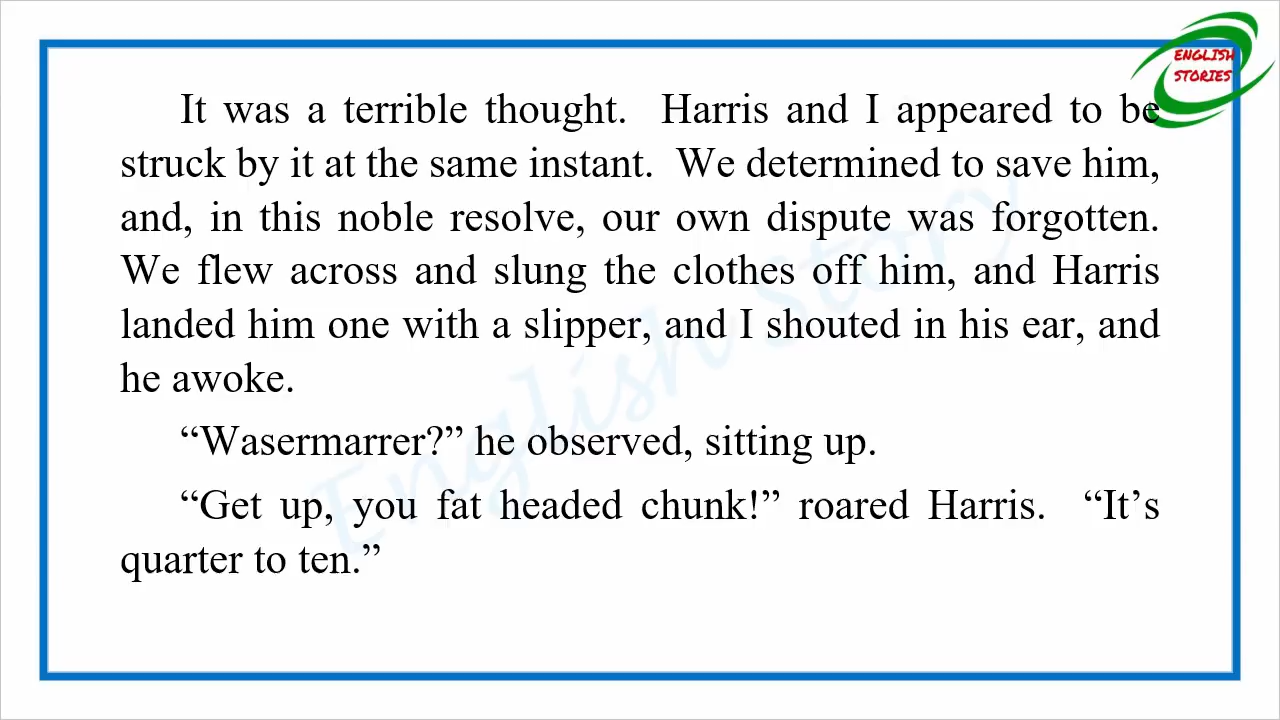 ENGLISH
STORIES
It was a terrible thought.  Harris and I appeared to be
struck by it at the same instant.  We determined to save him,
and, in this noble resolve, our own dispute was forgotten.
We flew across and slung the clothes off him, and Harris
landed him one with a slipper, and I shouted in his ear, and
he awoke.
“Wasermarrer?” he observed, sitting up.
“Get up, you fat headed chunk!” roared Harris.  “It’s
quarter to ten.”
English Story